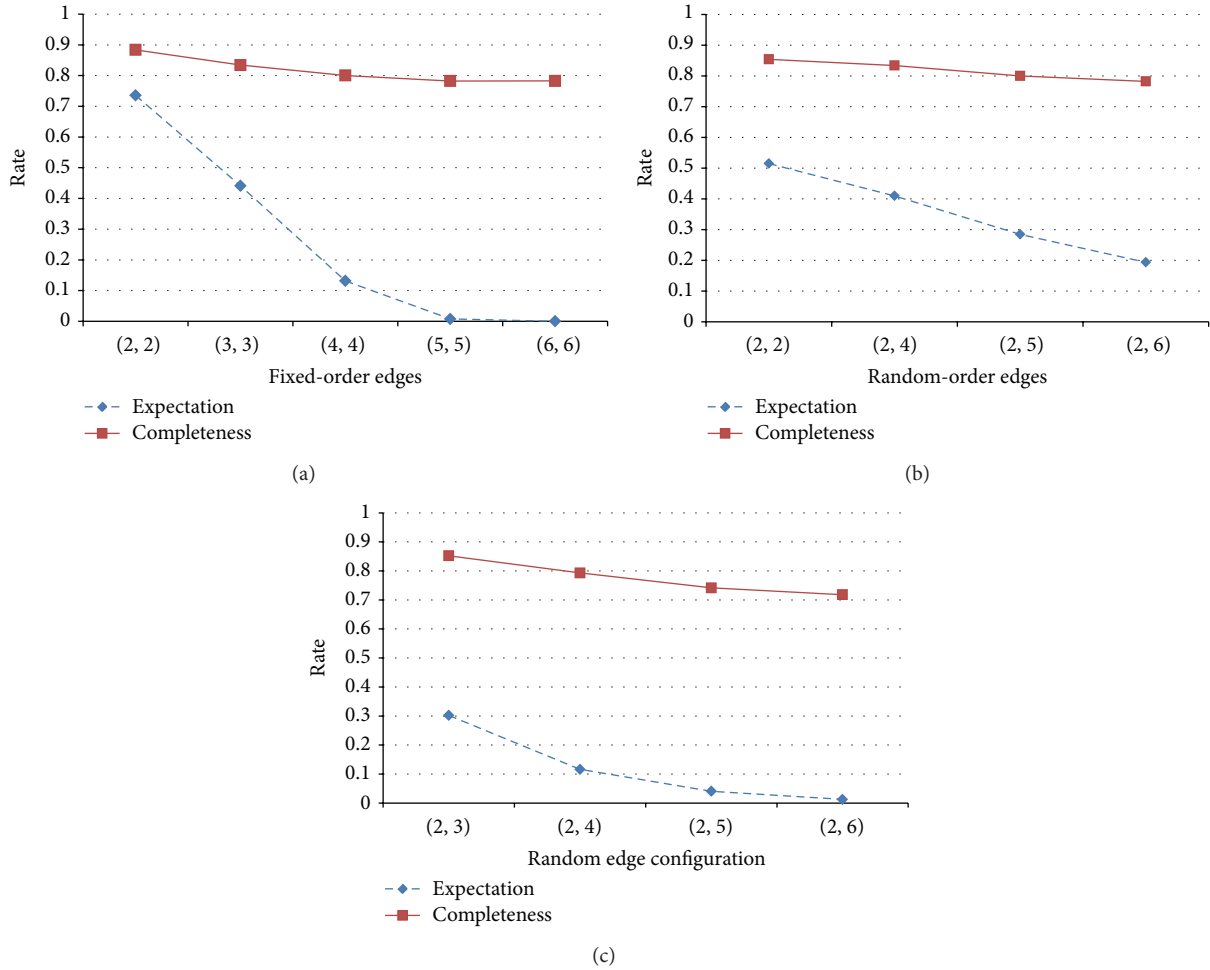 1
0.9
0.8
0.7
0.6
0.5
0.4
0.3
0.2
0.1
0
Rate
(2, 2) (3, 3) (4, 4) (5, 5) (6, 6)
Fixed-order edges
Expectation
Completeness
(a)
1
0.9
0.8
0.7
0.6
0.5
0.4
0.3
0.2
0.1
0
Rate
(2, 2) (2, 4) (2, 5) (2, 6)
Random-order edges
Expectation
Completeness
(b)
1
0.9
0.8
0.7
0.6
0.5
0.4
0.3
0.2
0.1
0
Rate
(2, 3) (2, 4) (2, 5) (2, 6)
Random edge configuration
Expectation
Completeness
(c)